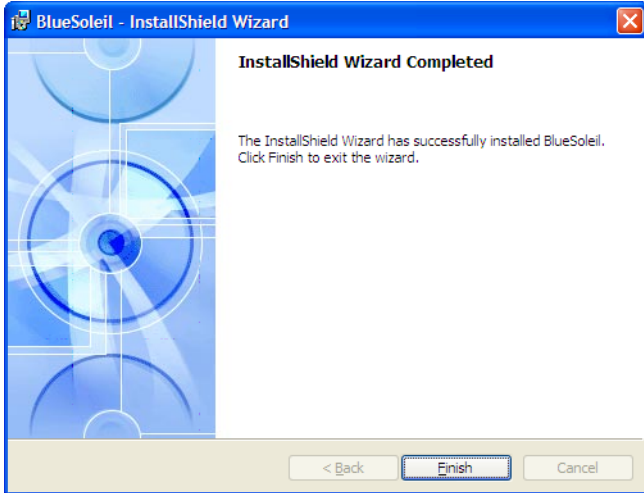 BlueSoleil - InstallShield Wizard
InstallShield Wizard Completed
The InstallShield Wizard has successfully installed BlueSoleil.
Click Finish to exit the wizard.
< Back
Finish
Cancel